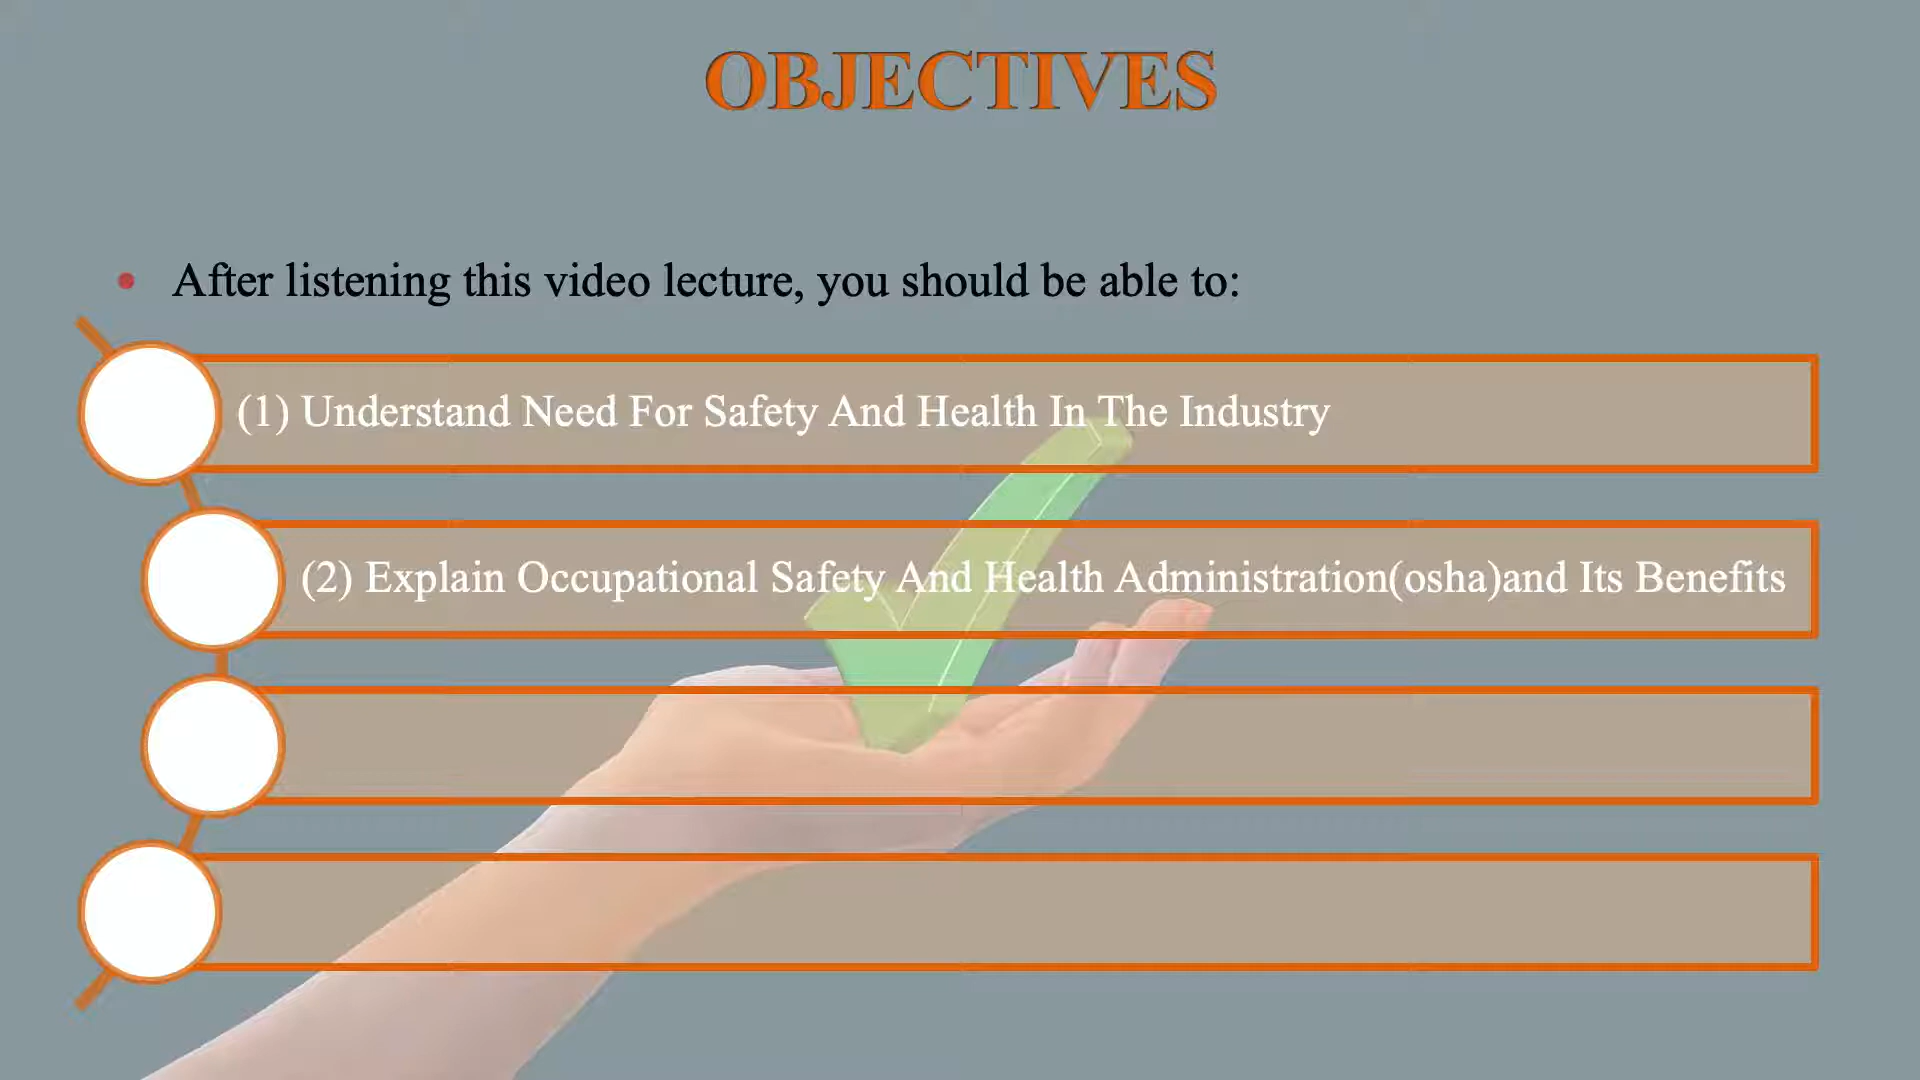 OBJECTIVES
• After listening this video lecture, you should be able to:
(1) Understand Need For Safety And Health In The Industry
(2) Explain Occupational Safety And Health Administration(osha)and Its Benefits